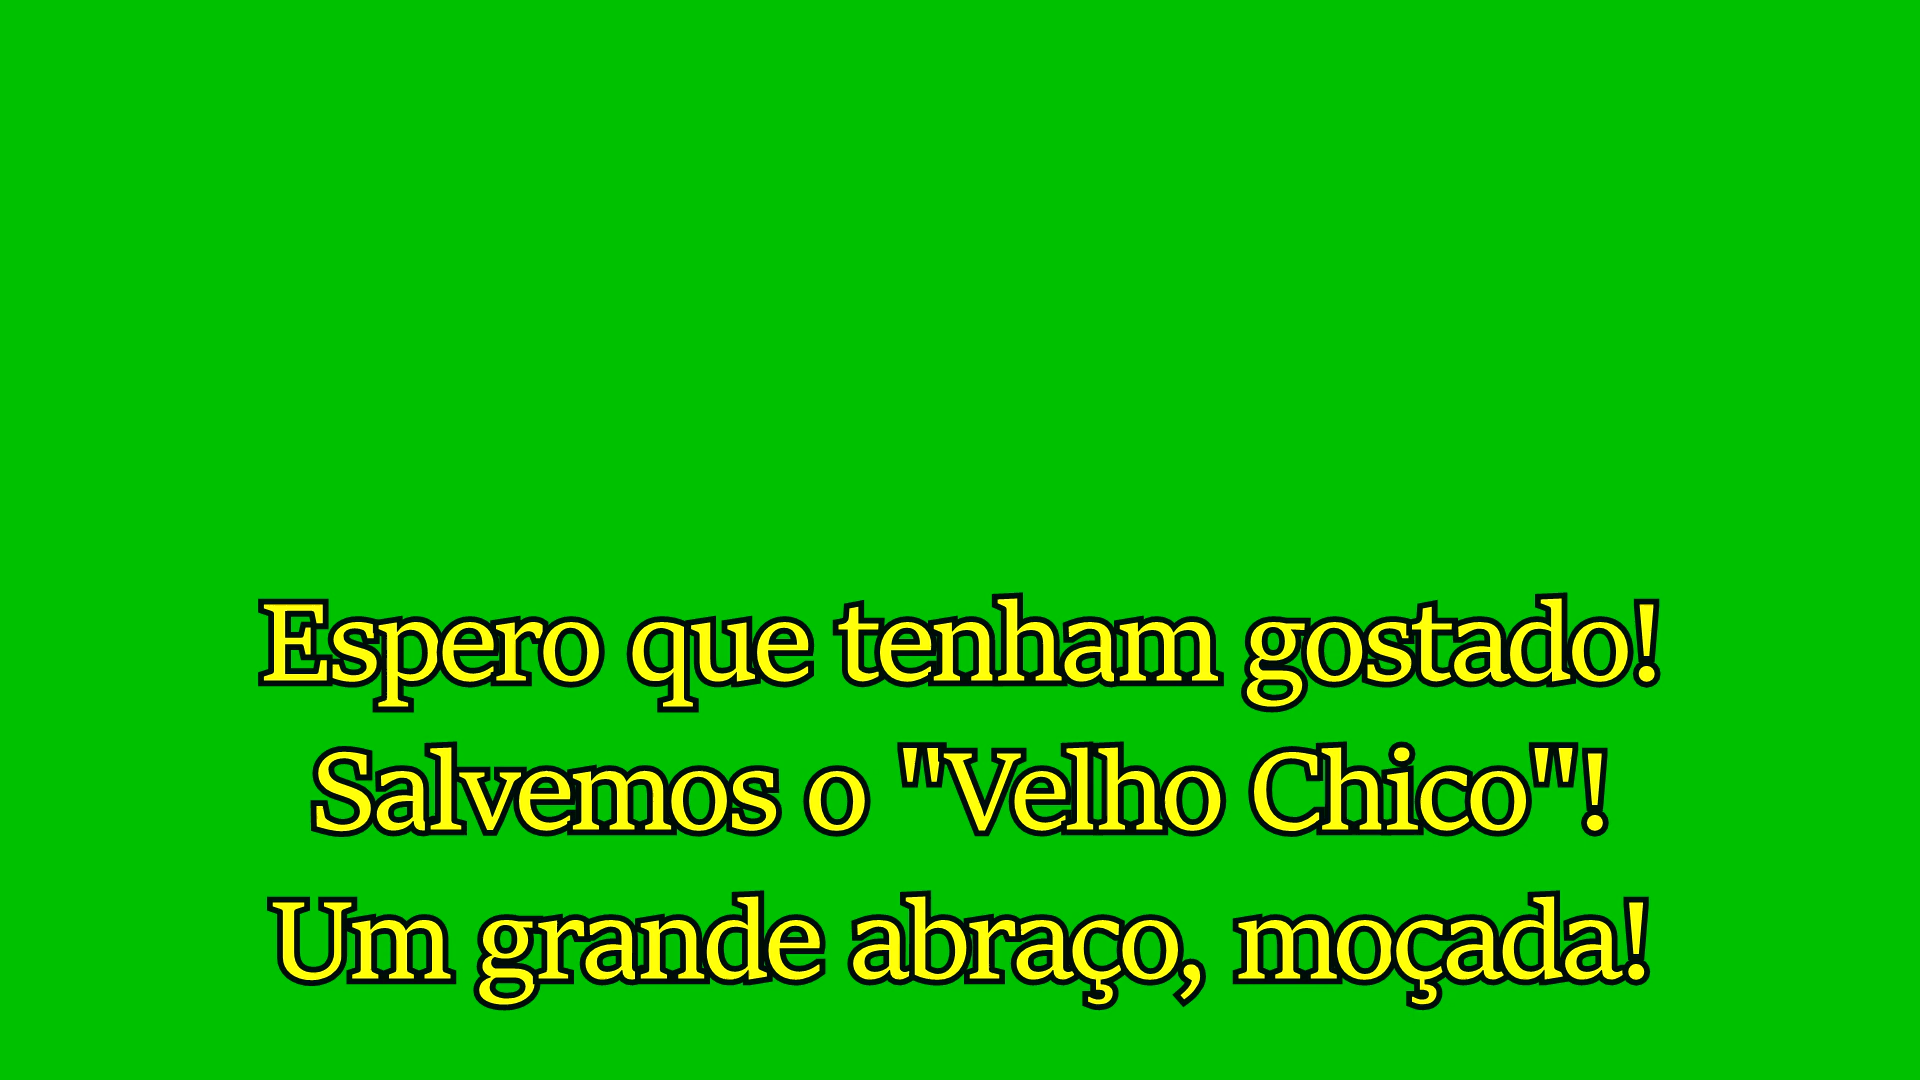 Espero que tenham gostado!
Salvemos o "Velho Chico"!
Um grande abraço, moçada!